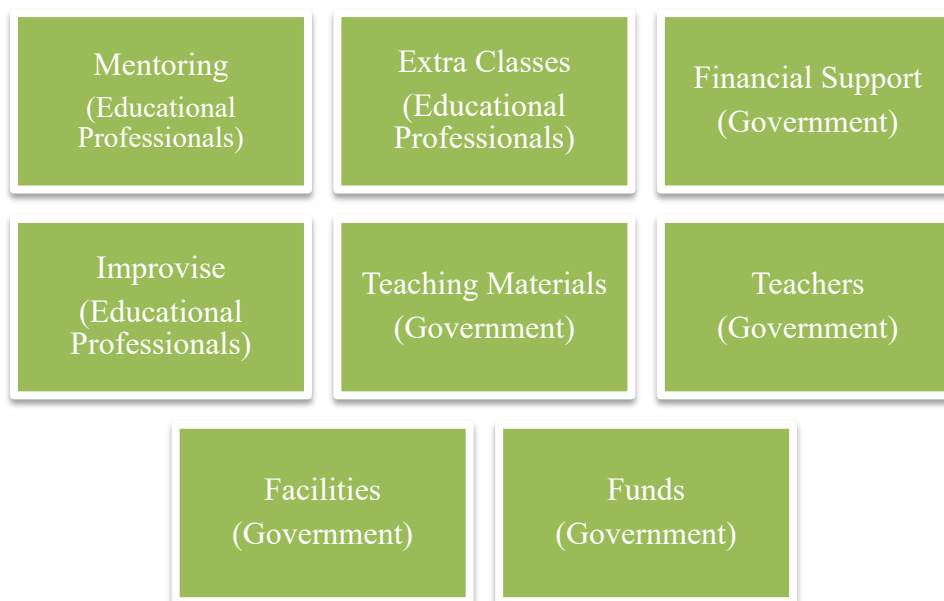 Mentoring
(Educational
Professionals)
Extra Classes
(Educational
Professionals)
Financial Support
(Government)
Improvise
(Educational
Professionals)
Teaching Materials
(Government)
Teachers
(Government)
Facilities
(Government)
Funds
(Government)